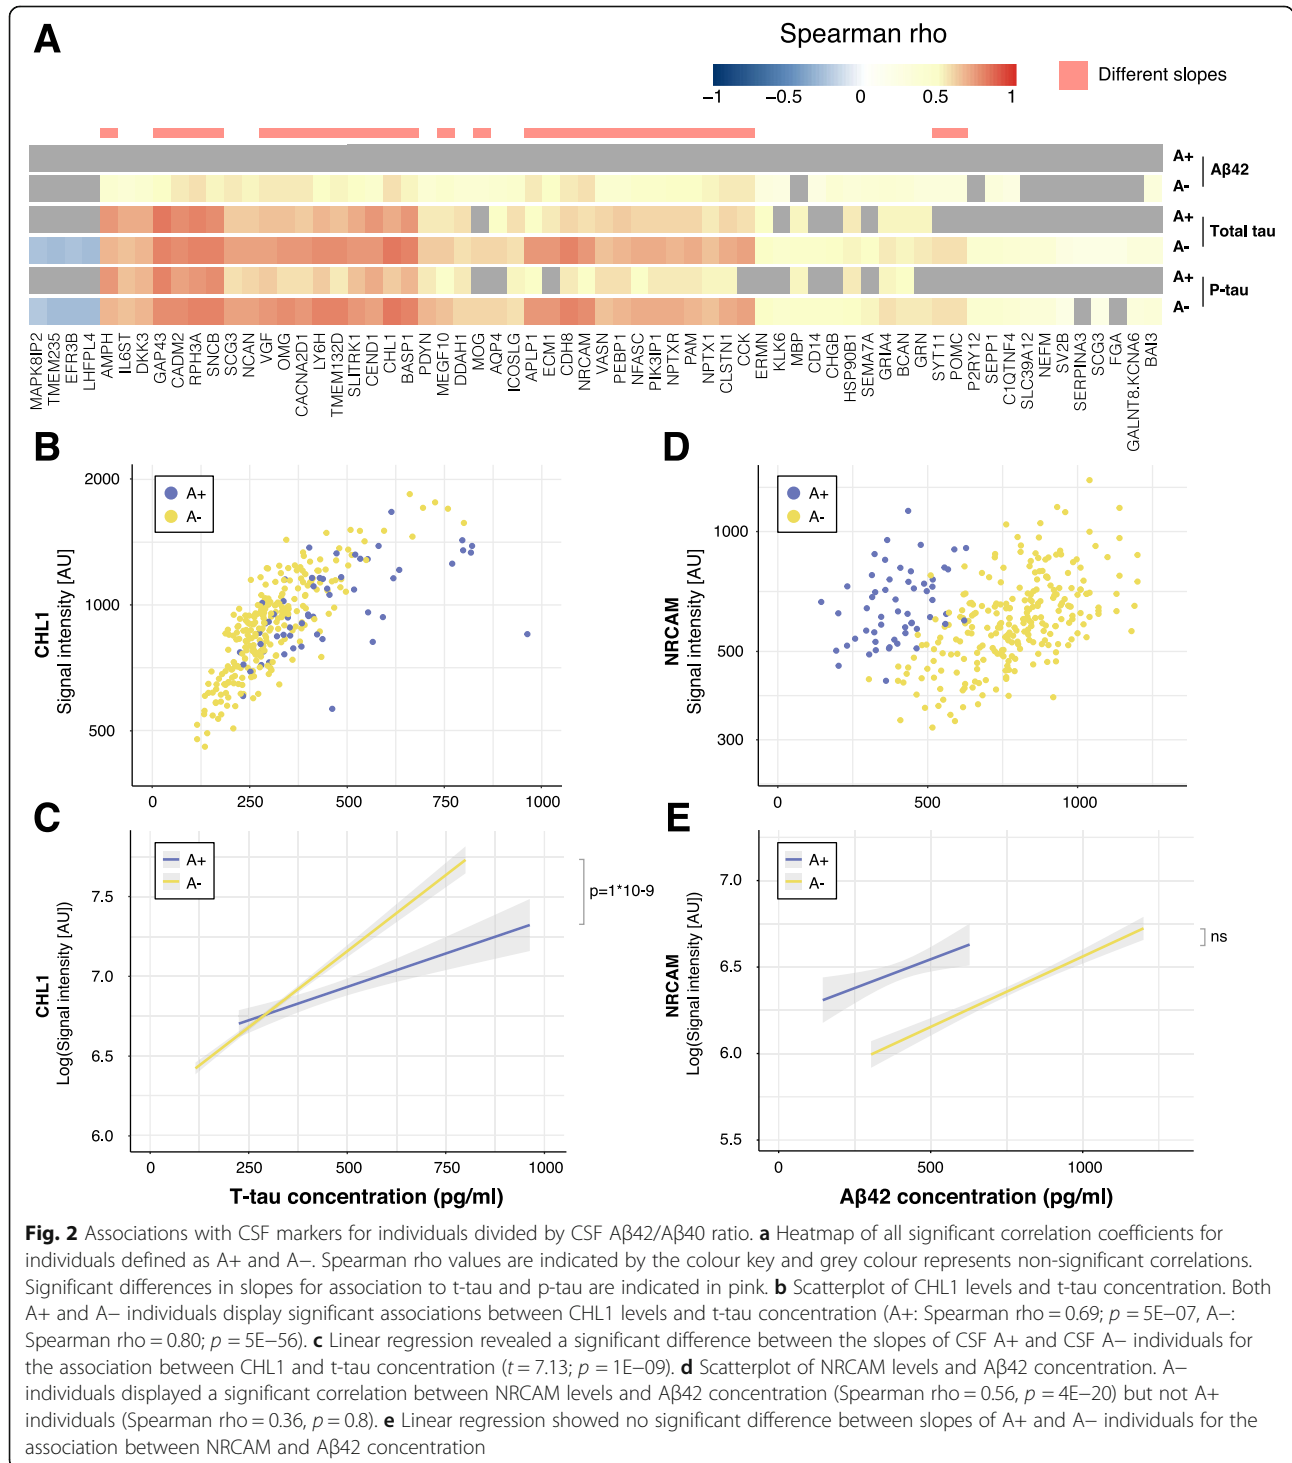 A
Spearman rho
−1 −0.5 0 0.5 1
Different slopes
A+
A-
Aβ42
A+
A-
Total tau
A+
A-
P-tau
MAPK8IP2
TMEM235
EFR3B
LHFPL4
AMPH
IL6ST
DKK3
GAP43
CADM2
RPH3A
SNCB
SCG3
NCAN
VGF
OMG
CACNA2D1
LY6H
TMEM132D
SLITRK1
CEND1
CHL1
BASP1
PDYN
MEGF10
DDAH1
MOG
AQP4
ICOSLG
ECM1
APLP1
CDH8
NRCAM
VASN
PEBP1
NFASC
PIK3IP1
NPTXR
PAM
NPTX1
CLSTN1
CCK
ERMN
KLK6
MBP
CD14
CHGB
HSP90B1
SEMA7A
GRIA4
BCAN
GRN
SYT11
POMC
P2RY12
SEPP1
C1QTNF4
SLC39A12
NEFM
SV2B
SERPINA3
SCG3
FGA
GALNT8.KCNA6
BAI3
B
A+
A-
CHL1
Signal intensity [AU]
2000
1000
500
0 250 500 750 1000
D
A+
A-
NRCAM
Signal intensity [AU]
1000
500
300
0 500 1000
C
A+
A-
CHL1
Log(Signal intensity [AU])
7.5
7.0
6.5
6.0
p=1*10-9
0 250 500 750 1000
T-tau concentration (pg/ml)
E
A+
A-
NRCAM
Log(Signal intensity [AU])
7.0
6.5
6.0
5.5
ns
0 500 1000
Aβ42 concentration (pg/ml)
Fig. 2 Associations with CSF markers for individuals divided by CSF Aβ42/Aβ40 ratio. a Heatmap of all significant correlation coefficients for
individuals defined as A+ and A−. Spearman rho values are indicated by the colour key and grey colour represents non-significant correlations.
Significant differences in slopes for association to t-tau and p-tau are indicated in pink. b Scatterplot of CHL1 levels and t-tau concentration. Both
A+ and A− individuals display significant associations between CHL1 levels and t-tau concentration (A+: Spearman rho = 0.69; p = 5E−07, A−:
Spearman rho = 0.80; p = 5E−56). c Linear regression revealed a significant difference between the slopes of CSF A+ and CSF A− individuals for
the association between CHL1 and t-tau concentration (t = 7.13; p = 1E−09). d Scatterplot of NRCAM levels and Aβ42 concentration. A−
individuals displayed a significant correlation between NRCAM levels and Aβ42 concentration (Spearman rho = 0.56, p = 4E−20) but not A+
individuals (Spearman rho = 0.36, p = 0.8). e Linear regression showed no significant difference between slopes of A+ and A− individuals for the
association between NRCAM and Aβ42 concentration